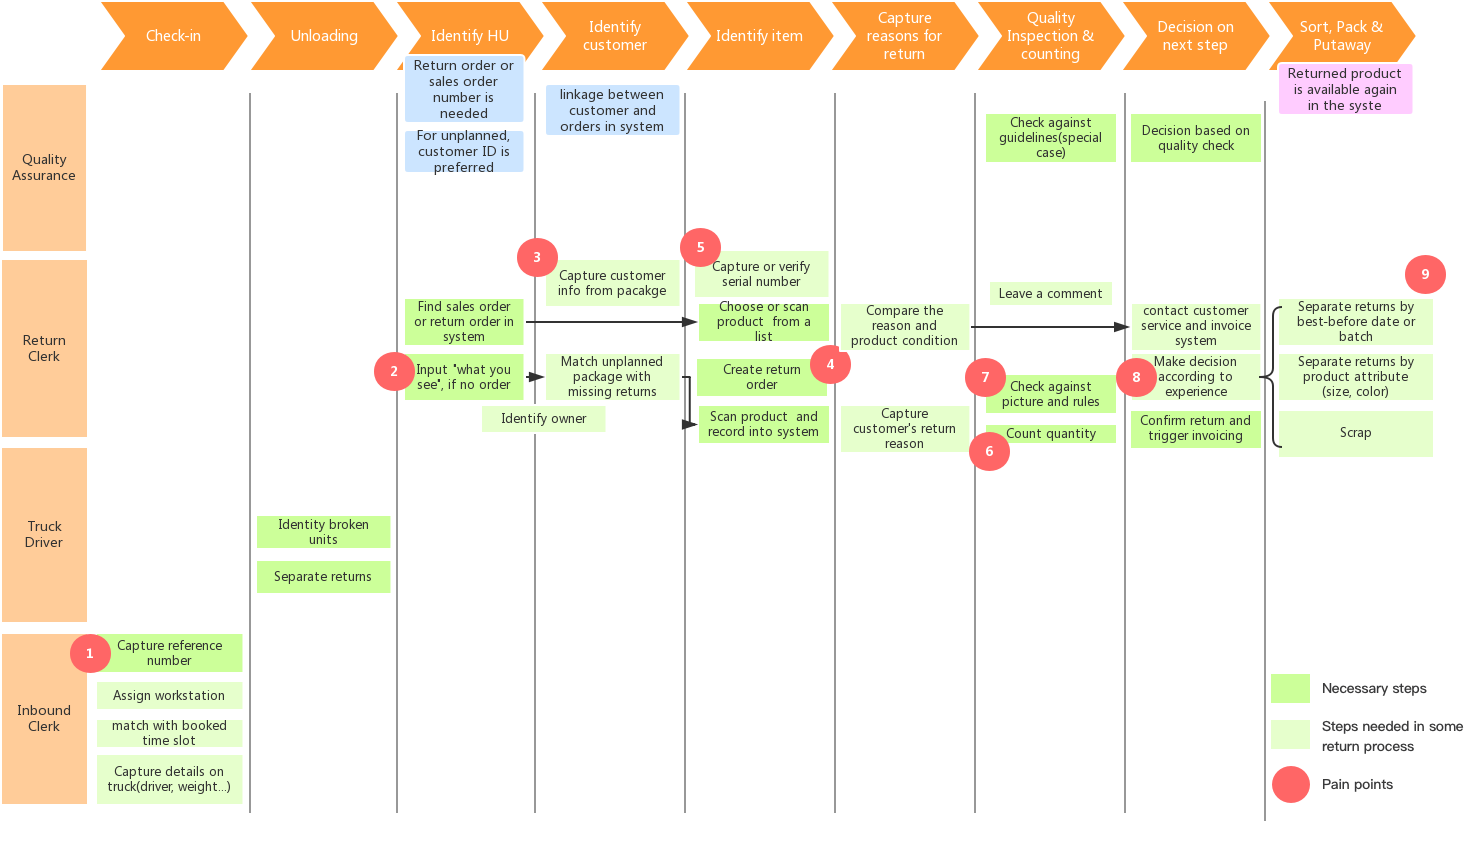 Check-in
Unloading
Identify HU
Identify
customer
Identify item
Capture
reasons for
return
Quality
Inspection &
counting
Decision on
next step
Sort, Pack &
Putaway
Return order or
sales order
number is
needed
For unplanned,
customer ID is
preferred
linkage between
customer and
orders in system
Returned product
is available again
in the syste
Quality
Assurance
Check against
guidelines(special
case)
Decision based on
quality check
Return
Clerk
2
Find sales order
or return order in
system
Input "what you
see", if no order
Identify owner
3
Capture customer
info from pacakge
Match unplanned
package with
missing returns
5
Capture or verify
serial number
Choose or scan
product  from a
list
Create return
order
4
Scan product  and
record into system
Compare the
reason and
product condition
Capture
customer's return
reason
Leave a comment
7
Check against
picture and rules
Count quantity
6
contact customer
service and invoice
system
8
Make decision
according to
experience
Confirm return and
trigger invoicing
9
Separate returns by
best-before date or
batch
Separate returns by
product attribute
(size, color)
Scrap
Truck
Driver
Identity broken
units
Separate returns
Inbound
Clerk
1
Capture reference
number
Assign workstation
match with booked
time slot
Capture details on
truck(driver, weight...)
Necessary steps
Steps needed in some
return process
Pain points